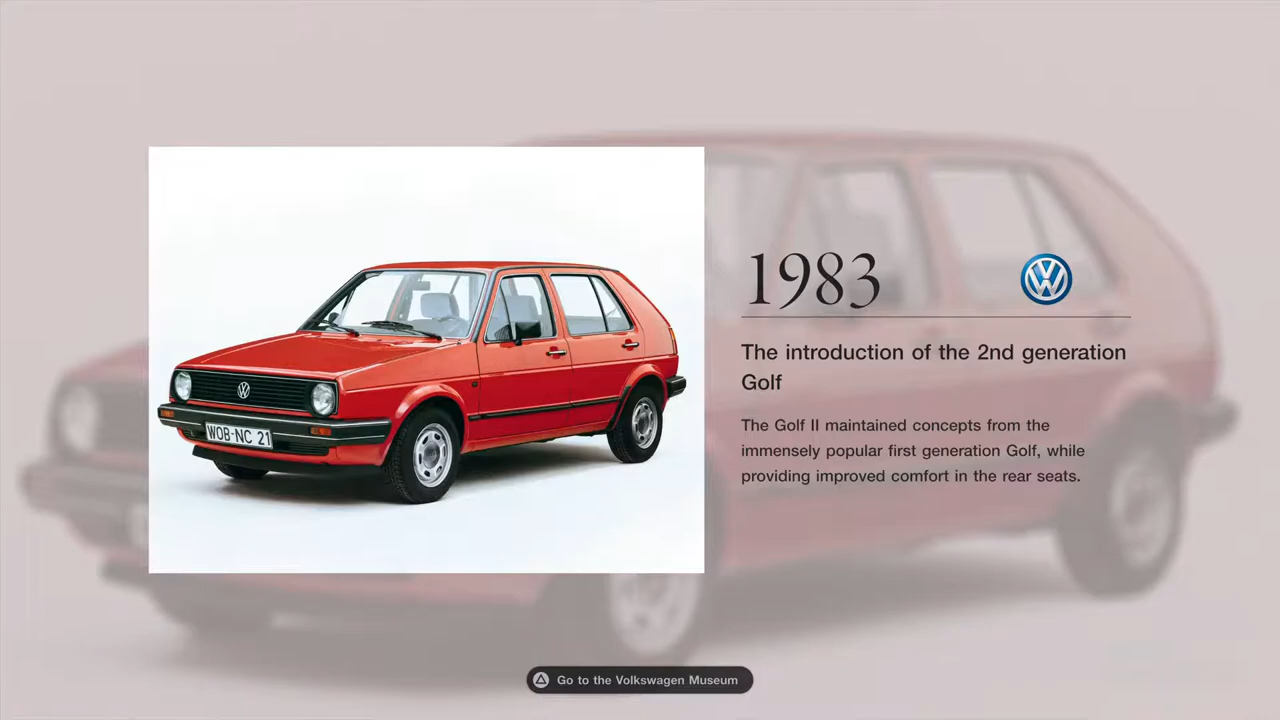 WOB-NC 21
1983
The introduction of the 2nd generation
Golf
The Golf II maintained concepts from the
immensely popular first generation Golf, while
providing improved comfort in the rear seats.
Go to the Volkswagen Museum